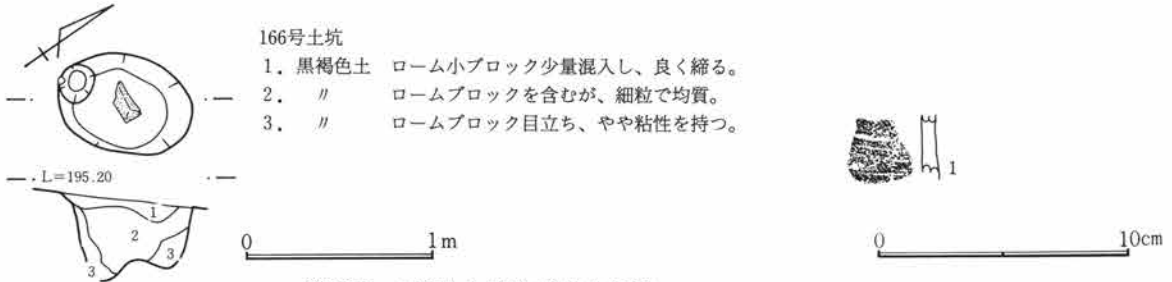 166号土坑
1．黒褐色土　ローム小ブロック少量混入し、良く締る。
2．　〃　　ロームブロックを含むが、細粒で均質。
3．　〃　　ロームブロック目立ち、やや粘性を持つ。
L=195.20
1
2
3
3
0 1m
1
0 10cm